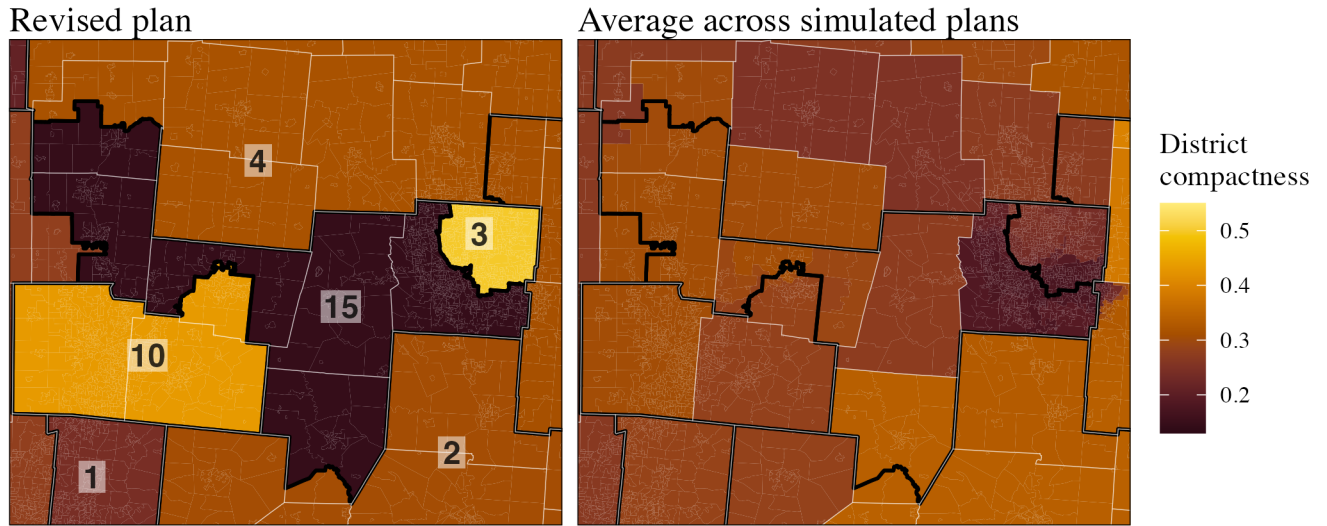 Revised plan
Average across simulated plans
4
3
15
10
2
1
District
compactness
0.5
0.4
0.3
0.2